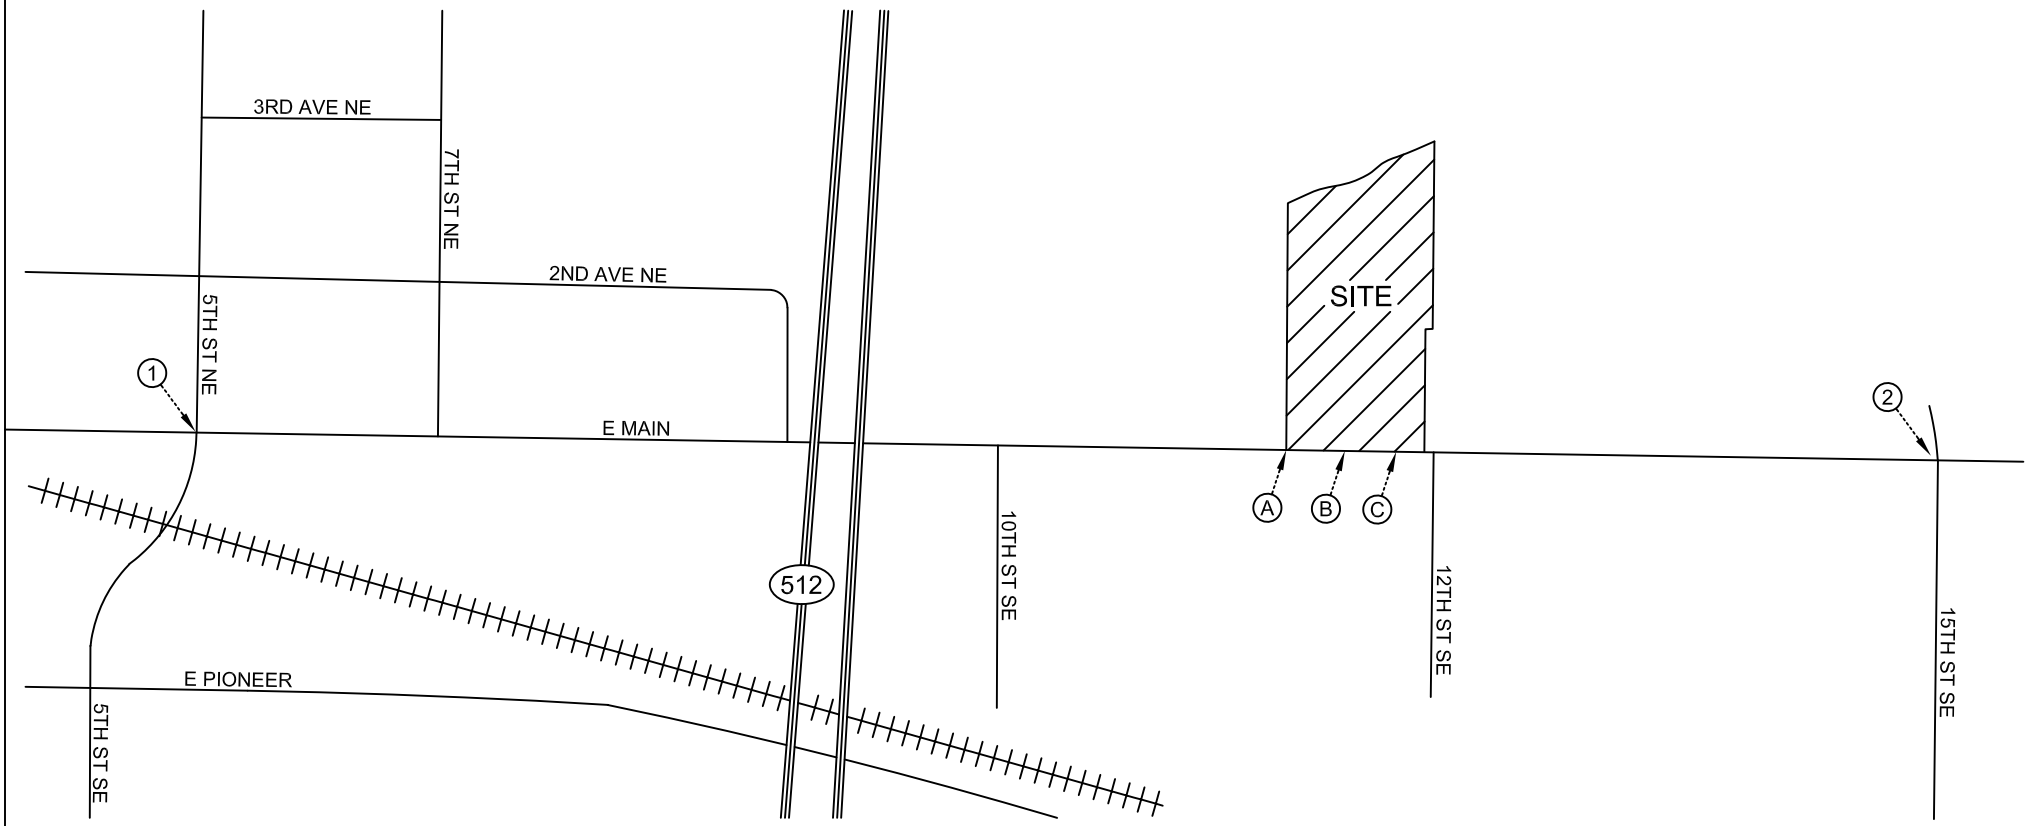 3RD AVE NE
7TH ST NE
2ND AVE NE
5TH ST NE
SITE
1
2
E MAIN
A
B
C
10TH ST SE
512
12TH ST SE
15TH ST SE
E PIONEER
5TH ST SE